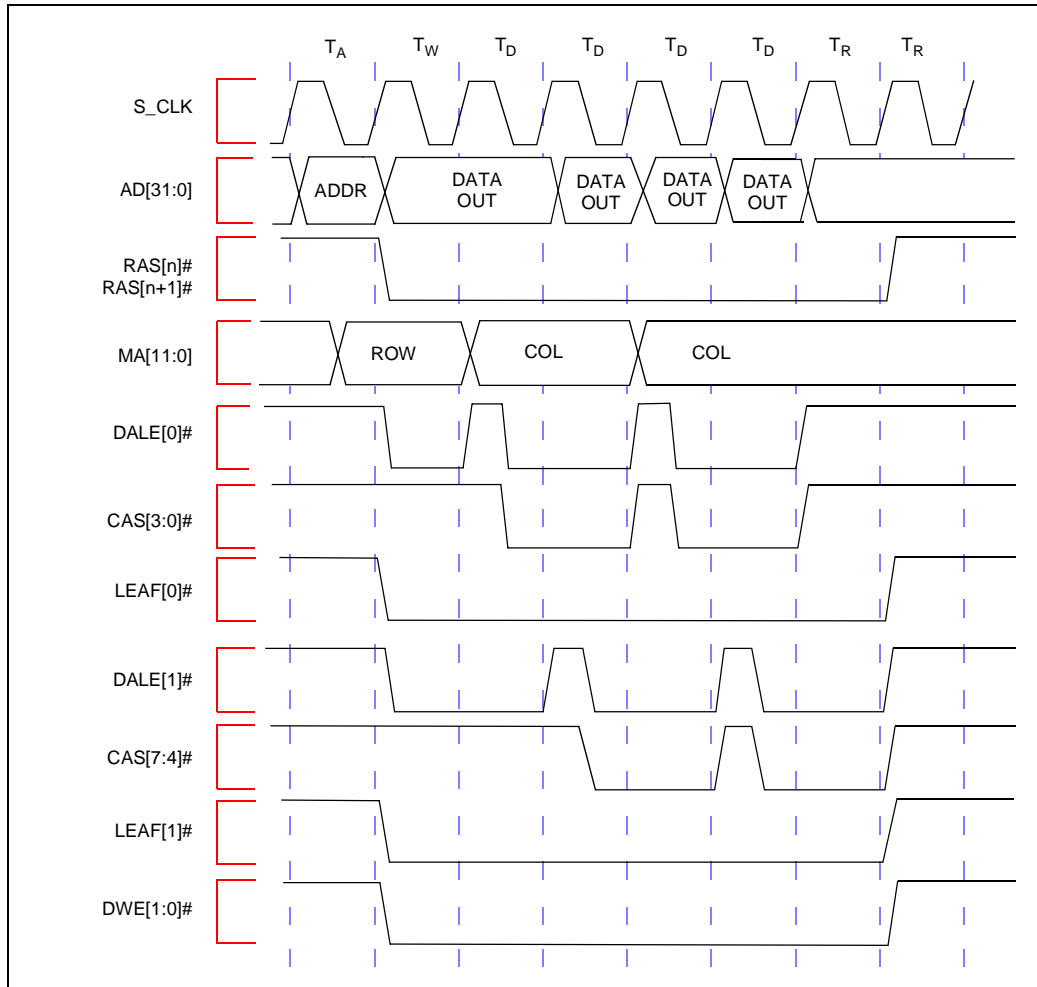 TA TW TD TD TD TD TR TR
S_CLK
AD[31:0]
ADDR
DATA
OUT
DATA
OUT
DATA
OUT
DATA
OUT
RAS[n]#
RAS[n+1]#
MA[11:0]
ROW
COL
COL
DALE[0]#
CAS[3:0]#
LEAF[0]#
DALE[1]#
CAS[7:4]#
LEAF[1]#
DWE[1:0]#